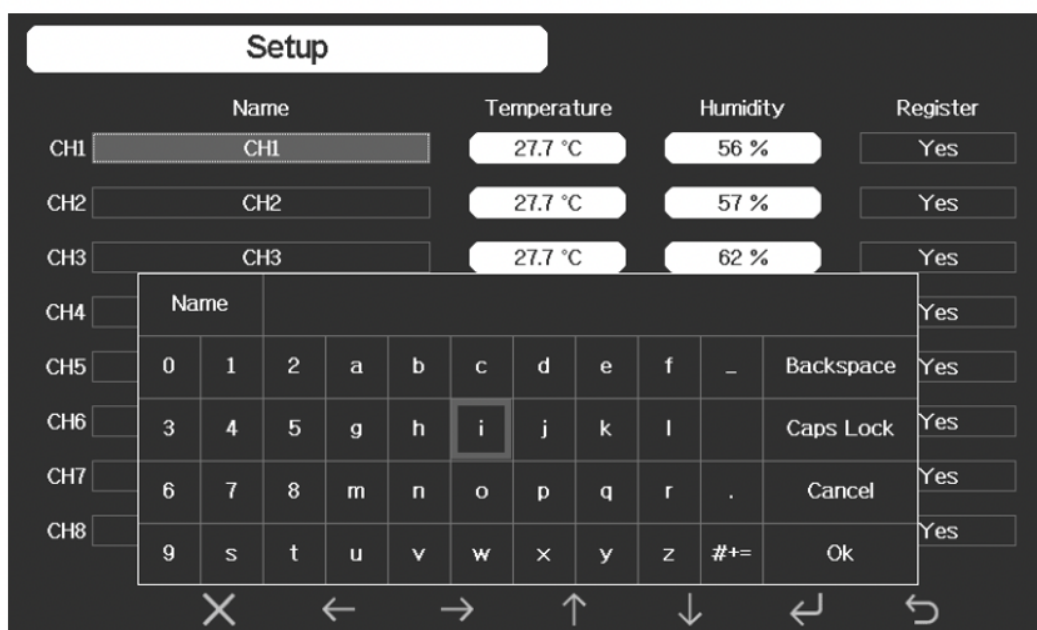 Setup
Name Temperature Humidity Register
CH1 CH1 27.7 °C 56 % Yes
CH2 CH2 27.7 °C 57 % Yes
CH3 CH3 27.7 °C 62 % Yes
CH4 Yes
Name
CH5 Yes
0 1 2 a b c d e f _ Backspace
CH6 Yes
3 4 5 g h i j k l Caps Lock
CH7 Yes
6 7 8 m n o p q r . Cancel
CH8 Yes
9 s t u v w x y z #+= Ok